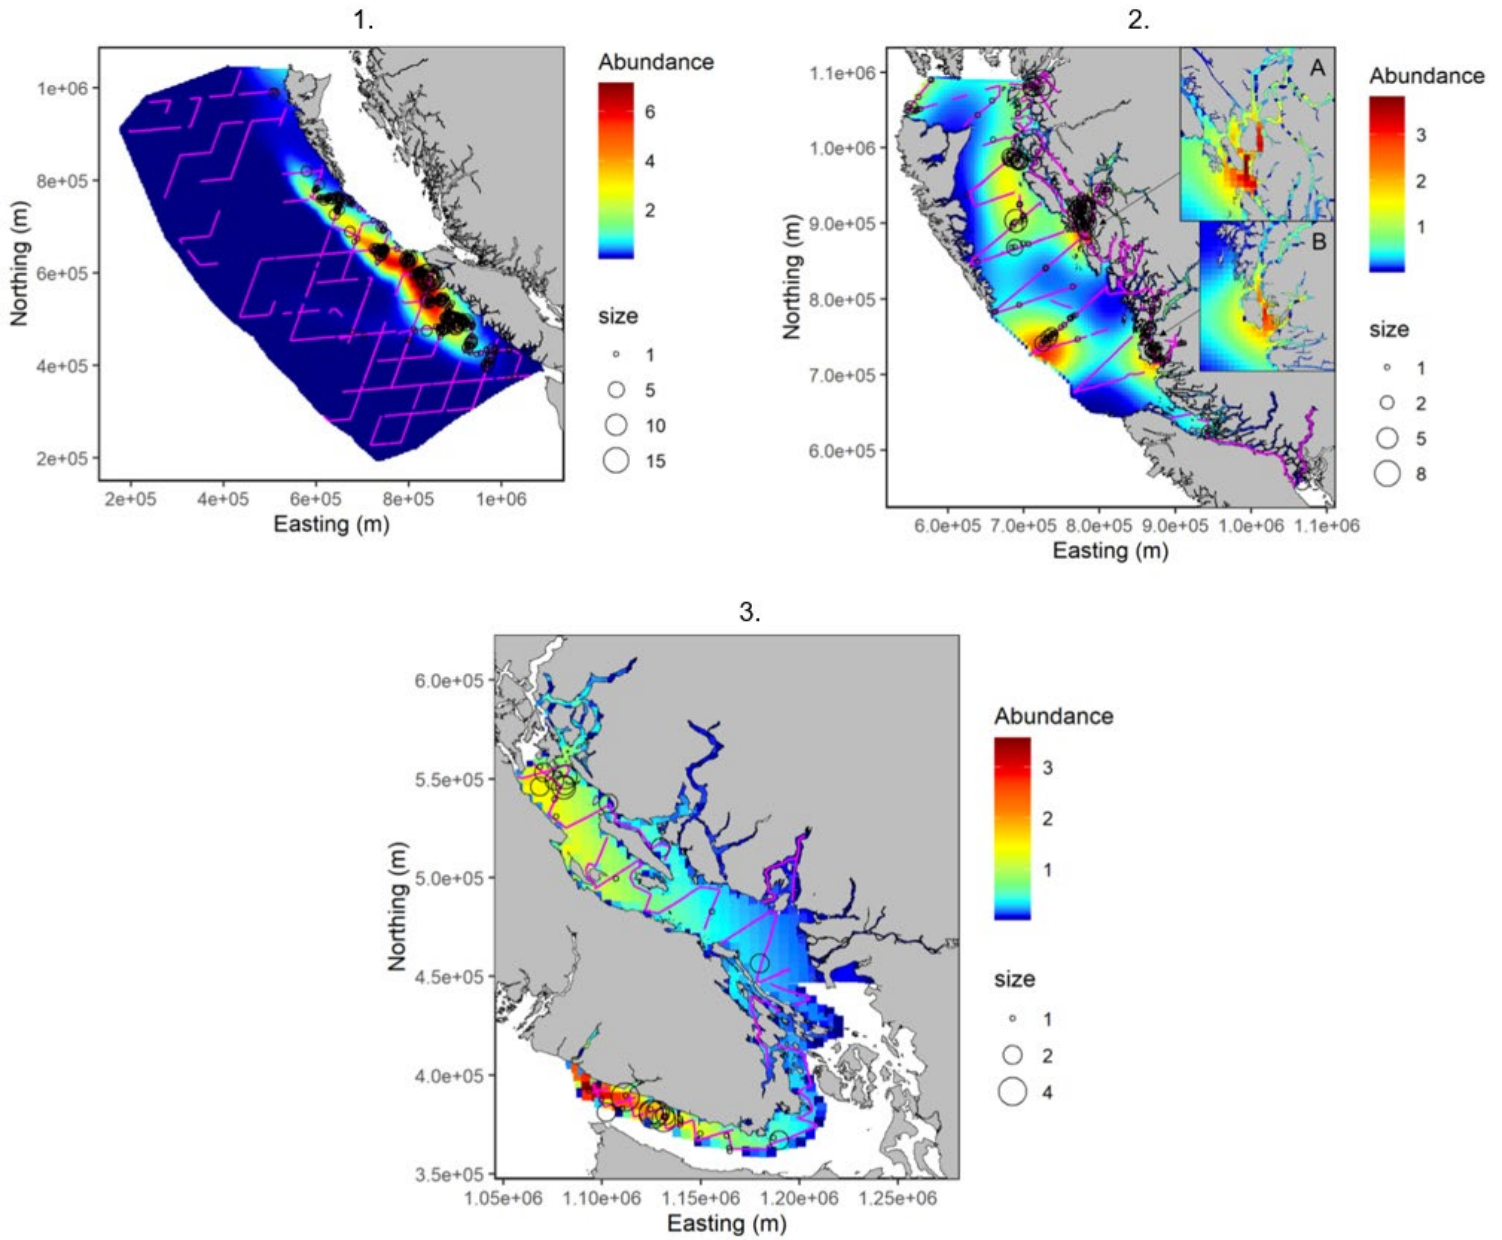 1.
Abundance
6
4
2
size
1
5
10
15
1e+06
8e+05
6e+05
4e+05
2e+05
Northing (m)
2e+05 4e+05 6e+05 8e+05 1e+06
Easting (m)
2.
A
B
Abundance
3
2
1
size
1
2
5
8
1.1e+06
1.0e+06
9.0e+05
8.0e+05
7.0e+05
6.0e+05
Northing (m)
6.0e+05 7.0e+05 8.0e+05 9.0e+05 1.0e+06 1.1e+06
Easting (m)
3.
Abundance
3
2
1
size
1
2
4
6.0e+05
5.5e+05
5.0e+05
4.5e+05
4.0e+05
3.5e+05
Northing (m)
1.05e+06 1.10e+06 1.15e+06 1.20e+06 1.25e+06
Easting (m)